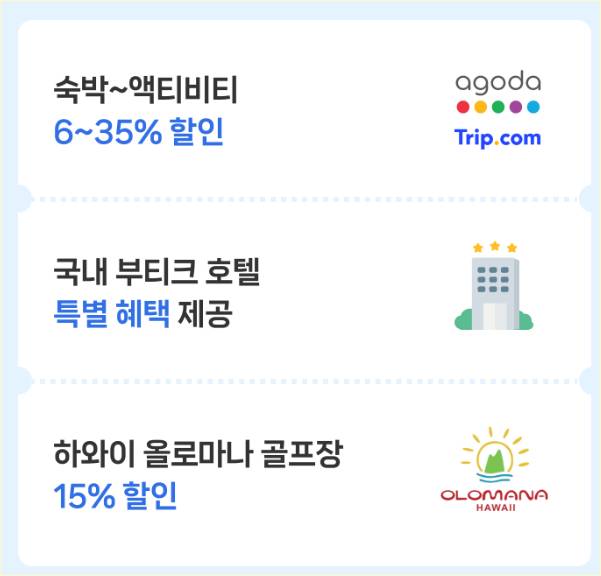 숙박~액티비티
6~35% 할인
agoda
Trip.com
국내 부티크 호텔
특별 혜택 제공
하와이 올로마나 골프장
15% 할인
OLOMANA
HAWAII